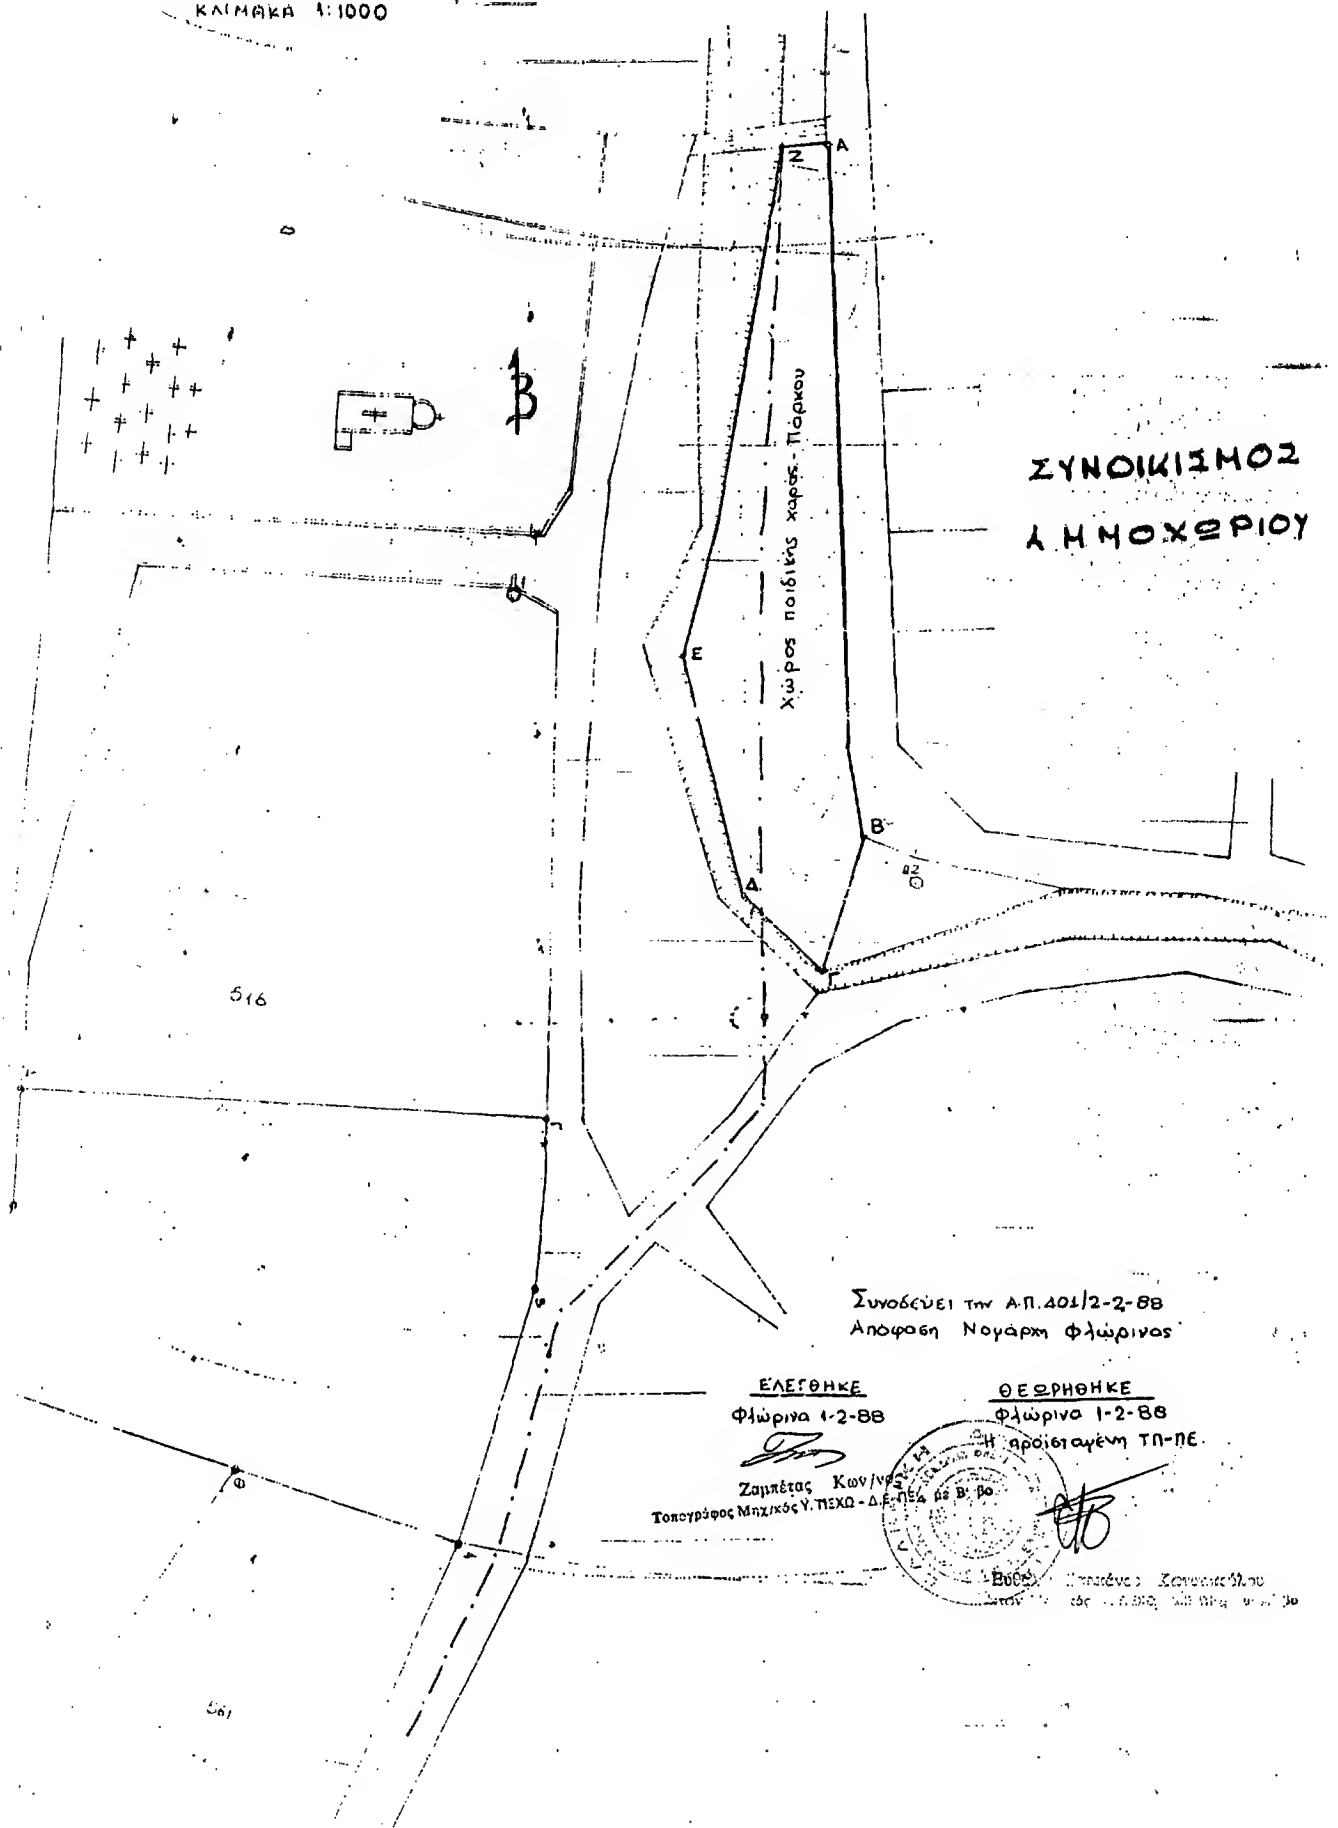 ΚΛΙΜΑΚΑ 1:1000
Ζ
Α
Β
Χώρος παιδικής χαράς - Πάρκου
ΣΥΝΟΙΚΙΣΜΟΣ
ΑΜΜΟΧΩΡΙΟΥ
Ε
Β
Δ
Γ
516
Συνοδεύει την Α.Π. 401/2-2-88
Απόφαση Νομάρχη Φλώρινας
ΕΛΕΓΘΗΚΕ
Φλώρινα 1-2-88
Ζαμπέτας Κων/νος
Τοπογράφος Μηχ/κός Υ.ΠΕΧΩ - Δ.Ε. με Β' βο
ΘΕΩΡΗΘΗΚΕ
Φλώρινα 1-2-88
Η προϊσταμένη ΤΠ-ΠΕ.
561